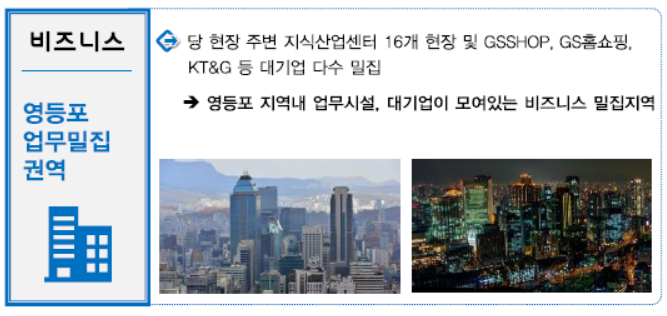 비즈니스
영등포
업무밀집
권역
당 현장 주변 지식산업센터 16개 현장 및 GSSHOP, GS홈쇼핑,
KT&G 등 대기업 다수 밀집
➔ 영등포 지역내 업무시설, 대기업이 모여있는 비즈니스 밀집지역